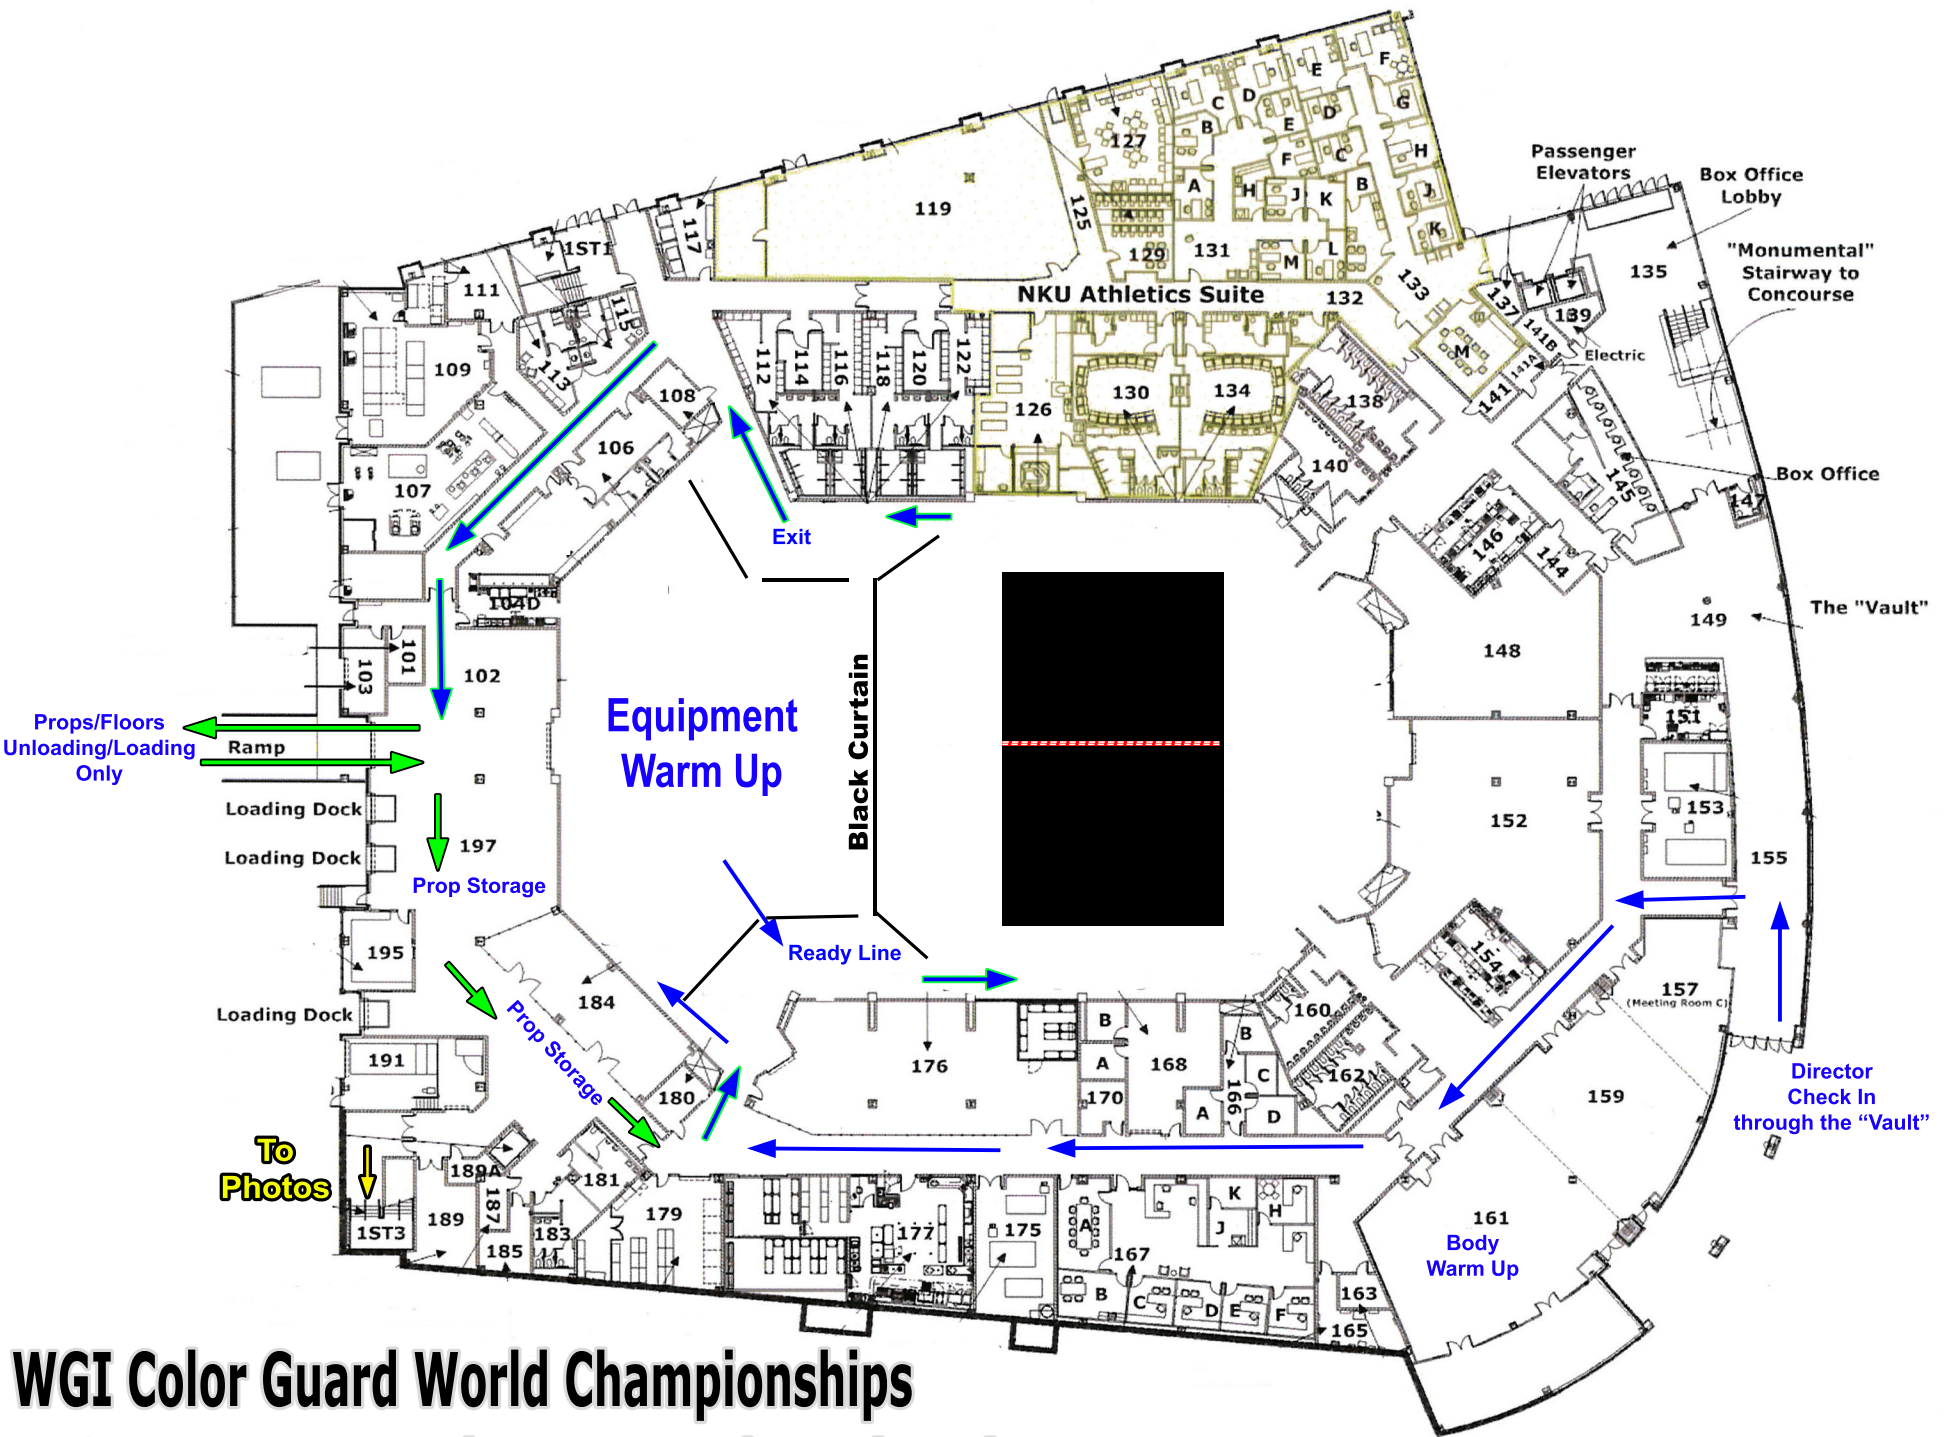 F
E
D
C
G
D
B
E
127
H
F
C
Passenger
Elevators
Box Office
Lobby
A
H
J
K
B
J
119
125
K
117
1ST1
129
131
M
L
"Monumental"
Stairway to
Concourse
135
111
115
NKU Athletics Suite
132
133
137
139
141B
141A
Electric
109
113
112
114
116
118
120
122
M
141
108
126
130
134
138
106
140
107
145
Box Office
147
Exit
146
144
104D
The "Vault"
149
101
103
102
148
Props/Floors
Unloading/Loading
Only
Ramp
Equipment
Warm Up
Black Curtain
151
Loading Dock
153
152
197
Loading Dock
155
Prop Storage
195
Ready Line
154
157
(Meeting Room C)
184
Loading Dock
Prop Storage
160
B
B
191
176
A
168
C
162
Director
Check In
through the “Vault”
180
170
A
166
D
159
To
Photos
189A
181
187
K
H
1ST3
189
183
179
A
J
161
Body
Warm Up
185
177
175
167
B
C
D
E
F
163
165
WGI Color Guard World Championships